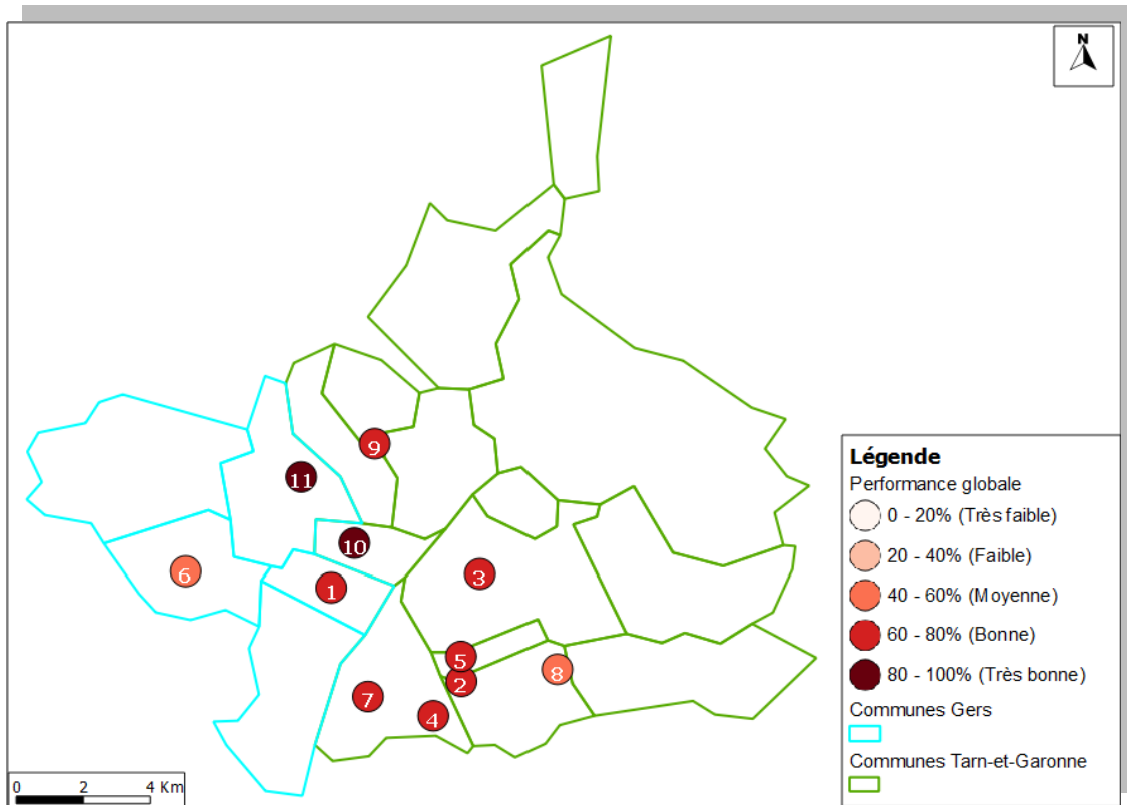 N
9
11
10
6
1
3
5
2
8
7
4
Légende
Performance globale
0 - 20% (Très faible)
20 - 40% (Faible)
40 - 60% (Moyenne)
60 - 80% (Bonne)
80 - 100% (Très bonne)
Communes Gers
Communes Tarn-et-Garonne
0 2 4 Km